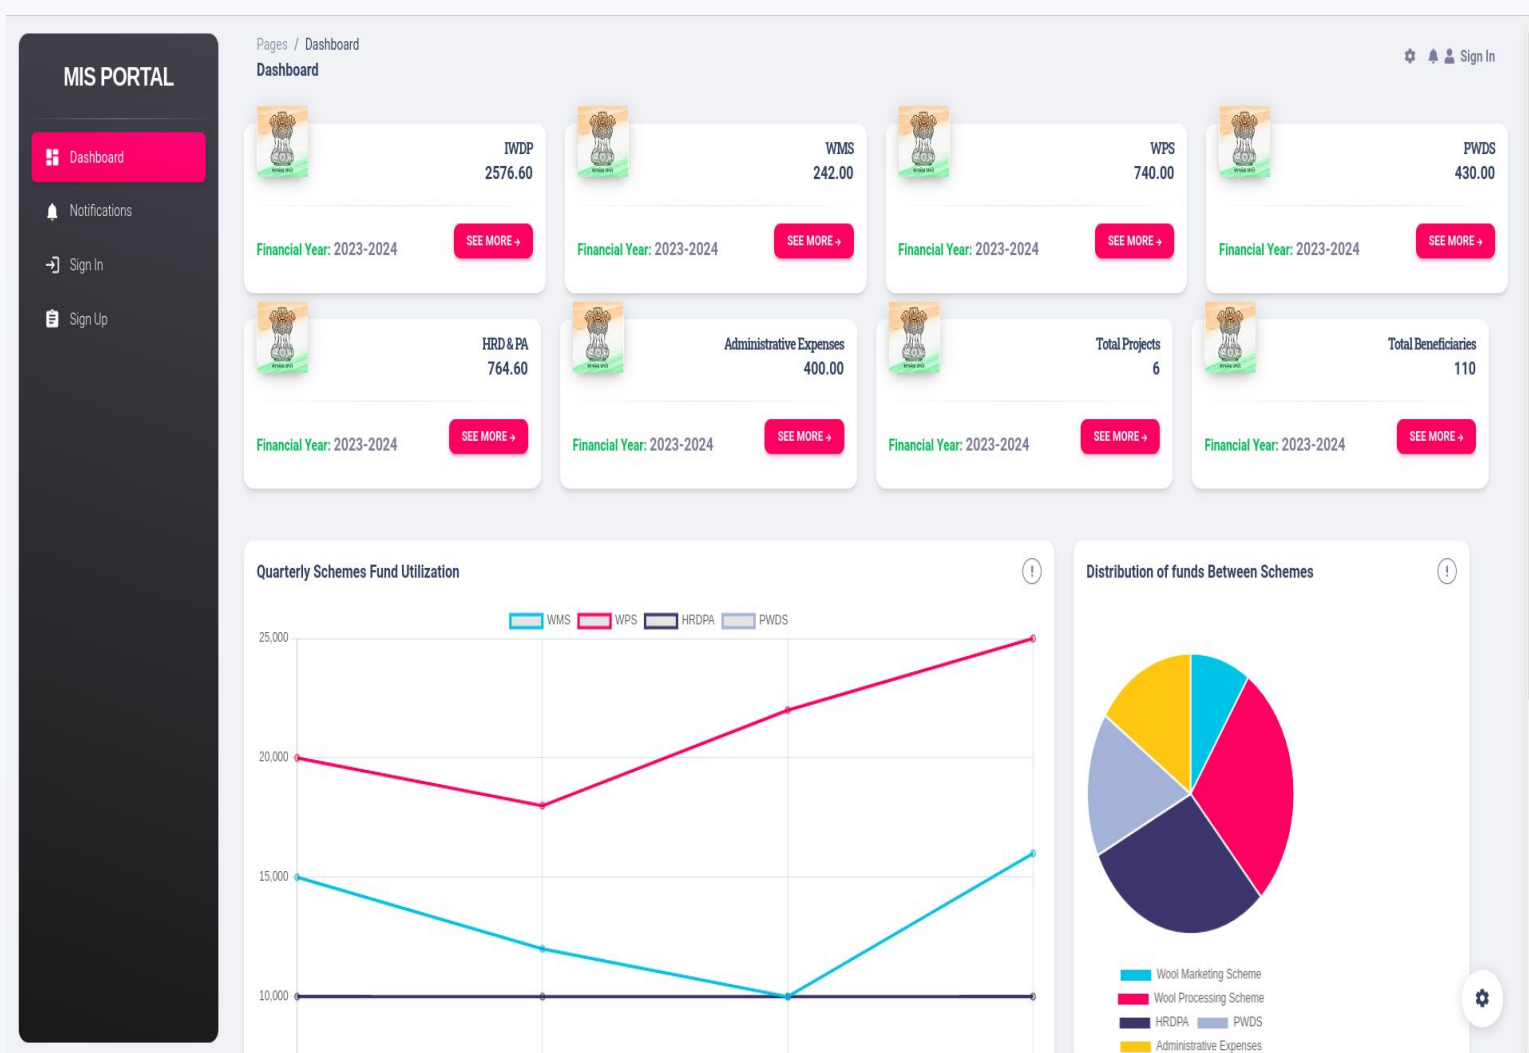 MIS PORTAL
Dashboard
Notifications
Sign In
Sign Up
Pages / Dashboard
Dashboard
Sign In
IWDP
2576.60
Financial Year: 2023-2024
SEE MORE →
WMS
242.00
Financial Year: 2023-2024
SEE MORE →
WPS
740.00
Financial Year: 2023-2024
SEE MORE →
PWDS
430.00
Financial Year: 2023-2024
SEE MORE →
HRD & PA
764.60
Financial Year: 2023-2024
SEE MORE →
Administrative Expenses
400.00
Financial Year: 2023-2024
SEE MORE →
Total Projects
6
Financial Year: 2023-2024
SEE MORE →
Total Beneficiaries
110
Financial Year: 2023-2024
SEE MORE →
Quarterly Schemes Fund Utilization
WMS WPS HRDPA PWDS
25,000
20,000
15,000
10,000
Distribution of funds Between Schemes
Wool Marketing Scheme
Wool Processing Scheme
HRDPA PWDS
Administrative Expenses